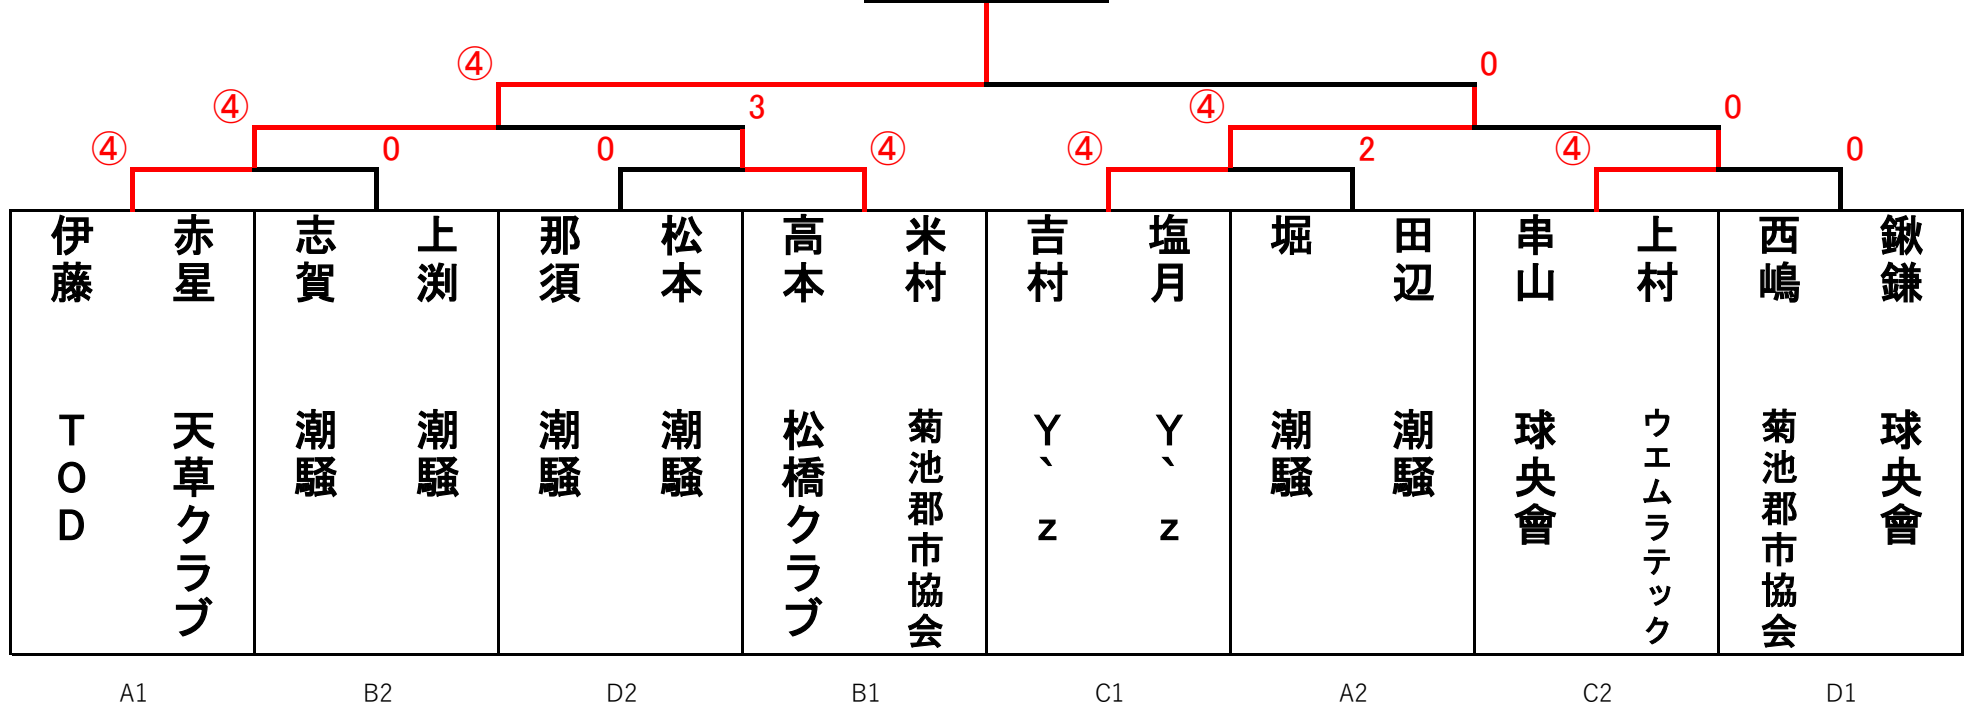 ④ 0
④ 3 ④ 0
④ 0 0 ④ ④ 2 ④ 0
伊藤 赤星 志賀 上渕 那須 松本 高本 米村 吉村 塩月 堀 田辺 串山 上村 西嶋 鍬鎌
TOD 天草クラブ 潮騒 潮騒 潮騒 潮騒 松橋クラブ 菊池郡市協会 Y`z Y`z 潮騒 潮騒 球央會 ウエムラテック 菊池郡市協会 球央會
A1 B2 D2 B1 C1 A2 C2 D1